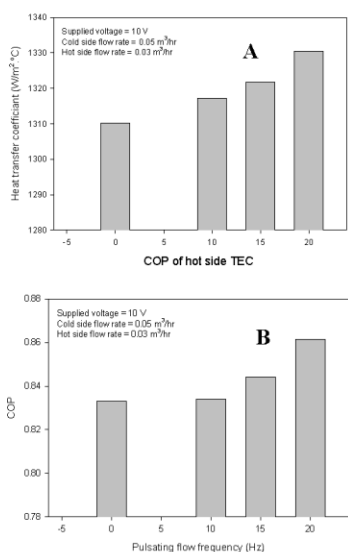 1340
1330
1320
1310
1300
1290
1280
Heat transfer coefficiant (W/m².°C)
Supplied voltage = 10 V
Cold side flow rate = 0.05 m³/hr
Hot side flow rate = 0.03 m³/hr
A
-5 0 5 10 15 20
COP of hot side TEC
0.88
0.86
0.84
0.82
0.80
0.78
COP
Supplied voltage = 10 V
Cold side flow rate = 0.05 m³/hr
Hot side flow rate = 0.03 m³/hr
B
-5 0 5 10 15 20
Pulsating flow frequency (Hz)